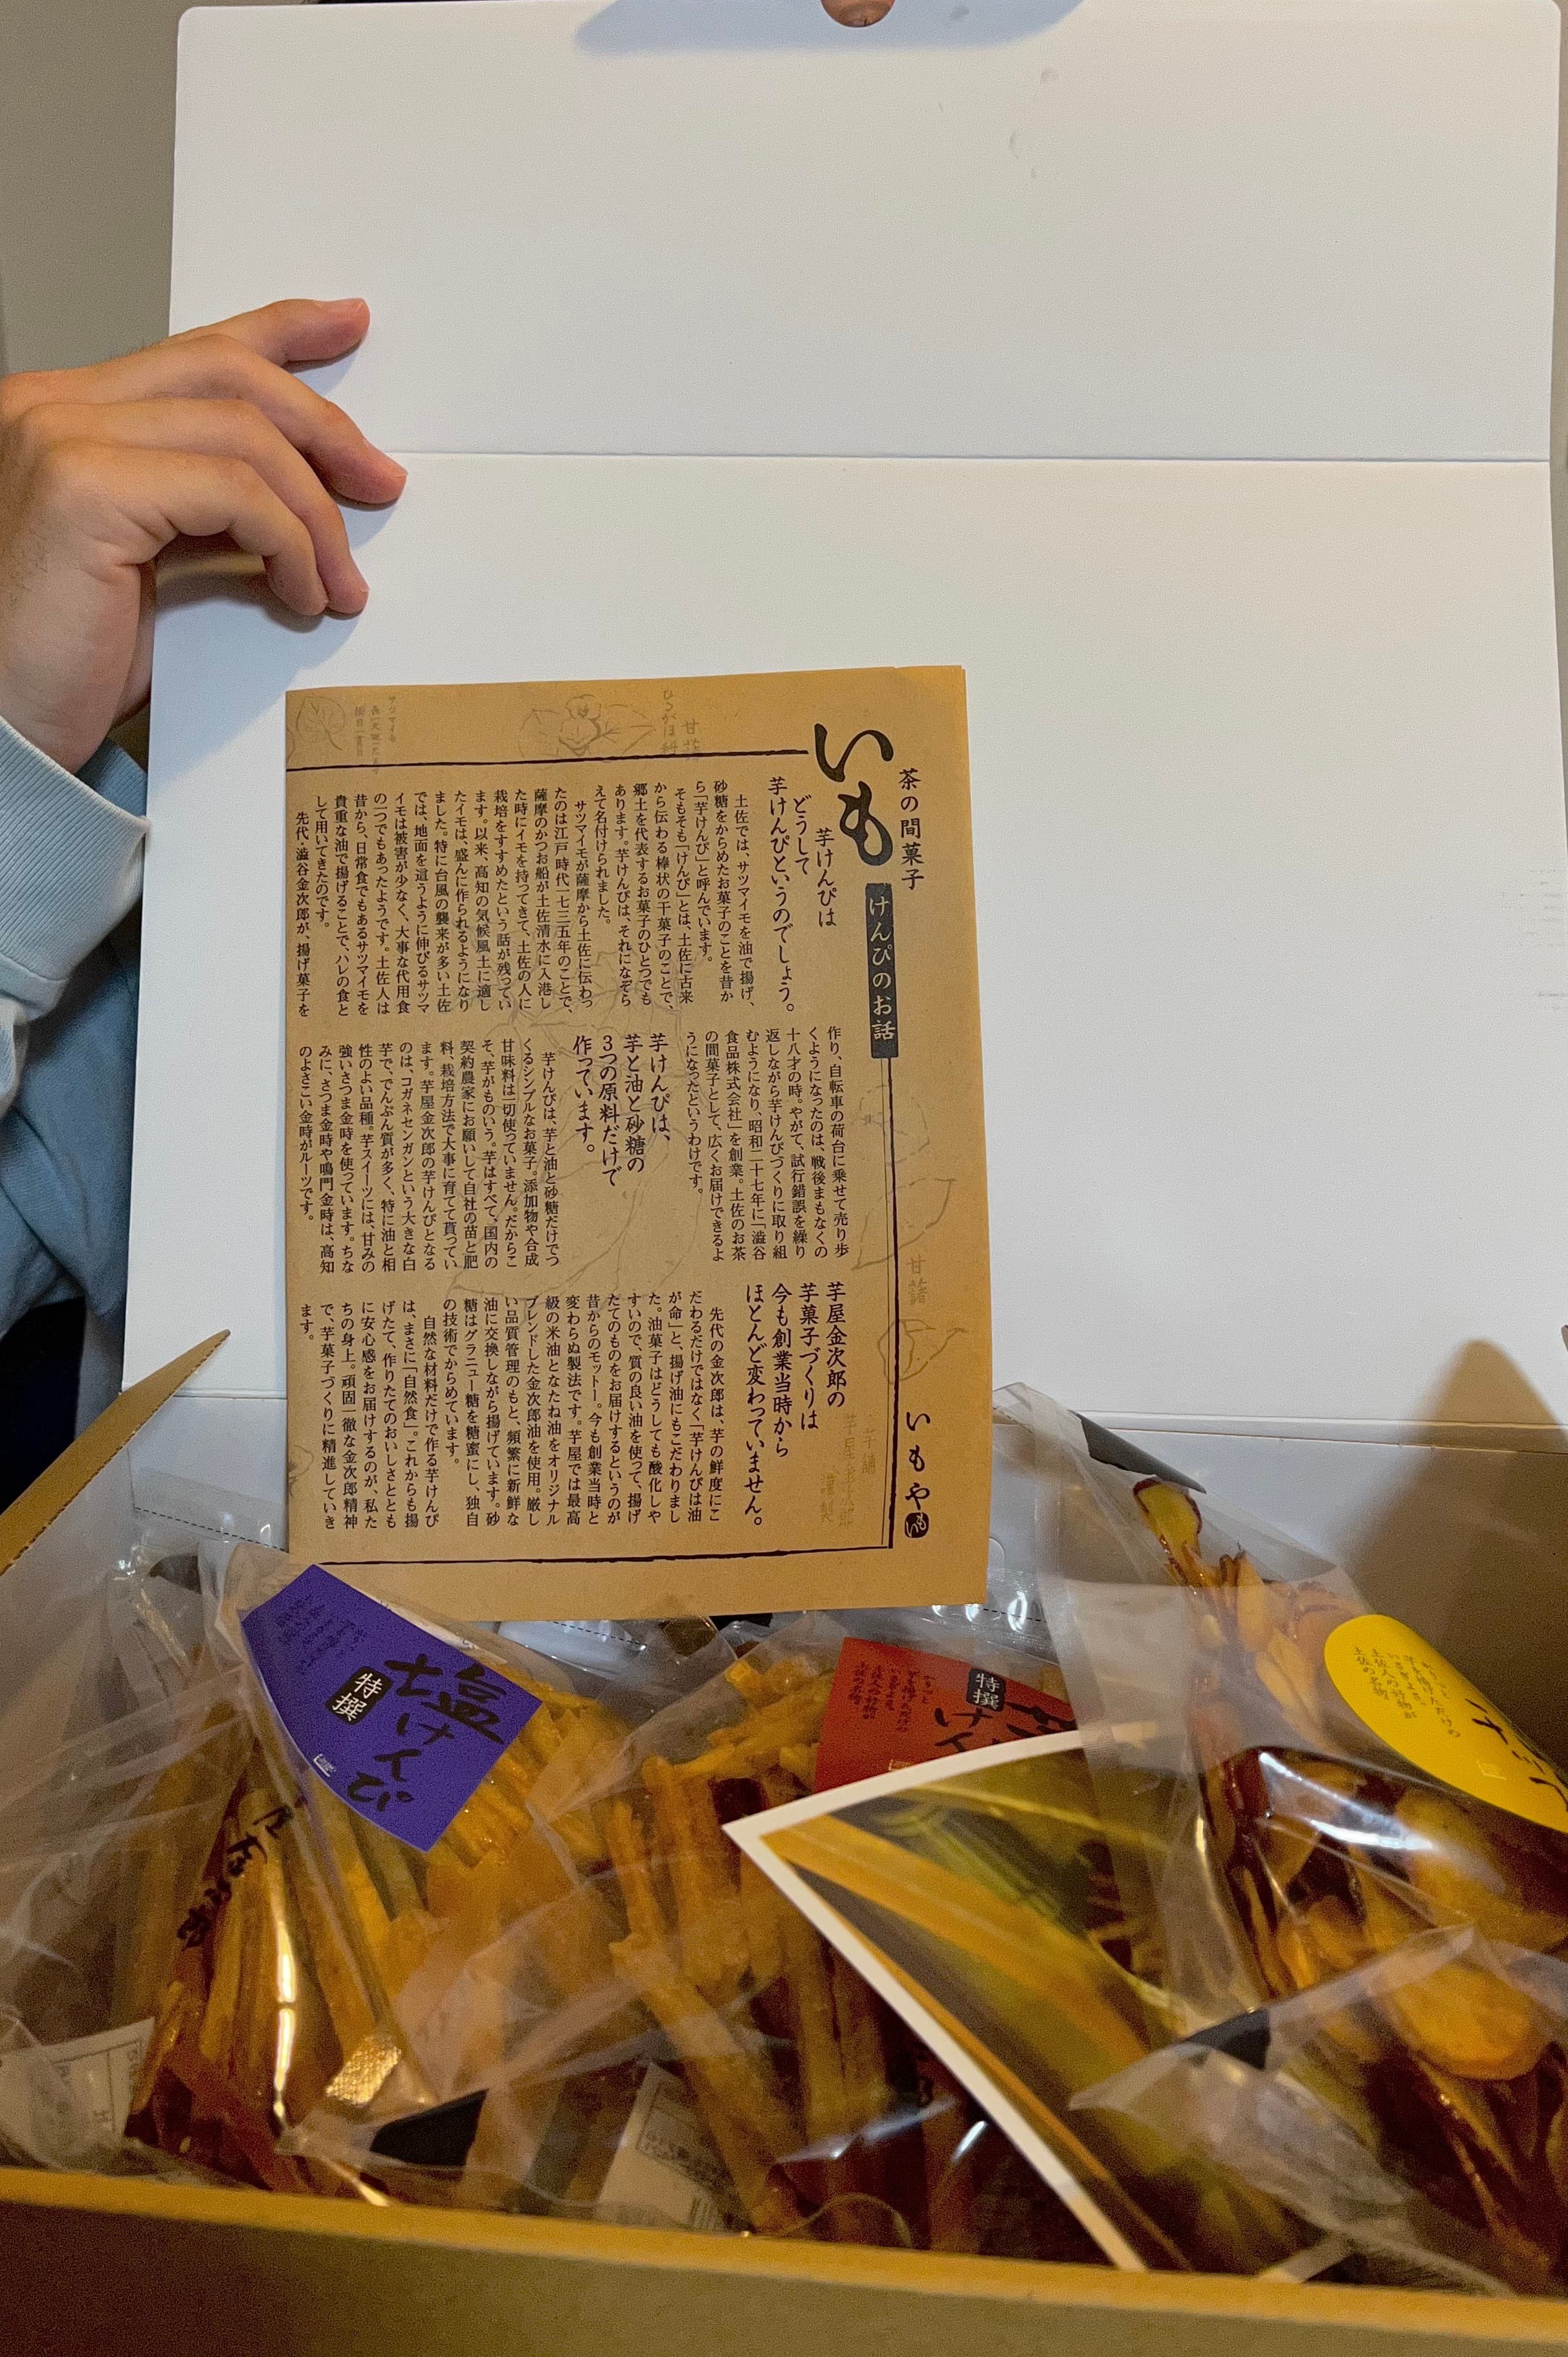 茶の間菓子
いも
けんぴのお話
いもや
芋けんぴは
どうして
芋けんぴというのでしょう。
土佐では、サツマイモを油で揚げ、
砂糖をからめたお菓子のことを昔か
ら「芋けんぴ」と呼んでいます。
そもそも「けんぴ」とは、土佐に古来
から伝わる棒状の干菓子のことで、
郷土を代表するお菓子のひとつでも
あります。芋けんぴは、それになぞら
えて名付けられました。
サツマイモが薩摩から土佐に伝わっ
たのは江戸時代一七三五年のことで、
薩摩のかつお船が土佐清水に入港し
た時にイモを持ってきて、土佐の人に
栽培をすすめたという話が残ってい
ます。以来、高知の気候風土に適し
たイモは、盛んに作られるようになり
ました。特に台風の襲来が多い土佐
では、地面を這うように伸びるサツマ
イモは被害が少なく、大事な代用食
の一つでもあったようです。土佐人は
昔から、日常食でもあるサツマイモを
貴重な油で揚げることで、ハレの食と
して用いてきたのです。
先代、澁谷金次郎が、揚げ菓子を
作り、自転車の荷台に乗せて売り歩
くようになったのは、戦後まもなくの
十八才の時。やがて、試行錯誤を繰り
返しながら芋けんぴづくりに取り組
むようになり、昭和二十七年に「澁谷
食品株式会社」を創業。土佐のお茶
の間菓子として、広くお届けできるよ
うになったというわけです。
芋けんぴは、
芋と油と砂糖の
3つの原料だけで
作っています。
芋けんぴは、芋と油と砂糖だけでつ
くるシンプルなお菓子。添加物や合成
甘味料は一切使っていません。だからこ
そ、芋がものいう。芋はすべて、国内の
契約農家にお願いして自社の苗と肥
料、栽培方法で大事に育てて貰ってい
ます。芋屋金次郎の芋けんぴとなる
のは、コガネセンガンという大きな白
芋で、でんぷん質が多く、特に油と相
性のよい品種。芋スイーツには、甘みの
強いさつま金時を使っています。ちな
みに、さつま金時や鳴門金時は、高知
のよさこい金時がルーツです。
芋屋金次郎の
芋菓子づくりは
今も創業当時から
ほとんど変わっていません。
先代の金次郎は、芋の鮮度にこ
だわるだけではなく「芋けんぴは油
が命」と、揚げ油にもこだわりまし
た。油菓子はどうしても酸化しや
すいので、質の良い油を使って、揚げ
たてのものをお届けするというのが
昔からのモットー。今も創業当時と
変わらぬ製法です。芋屋では最高
級の米油となたね油をオリジナル
ブレンドした金次郎油を使用。厳し
い品質管理のもと、頻繁に新鮮な
油に交換しながら揚げています。砂
糖はグラニュー糖を糖蜜にし、独自
の技術でからめています。
自然な材料だけで作る芋けんぴ
は、まさに「自然食」。これからも揚
げたて、作りたてのおいしさととも
に安心感をお届けするのが、私た
ちの身上。頑固一徹な金次郎精神
で、芋菓子づくりに精進していき
ます。
甘藷
ひるがほ科
甘藷
芋舗
芋屋金次郎
謹製
特撰
塩けんぴ
特撰
土佐人の好物が
土佐の名物。